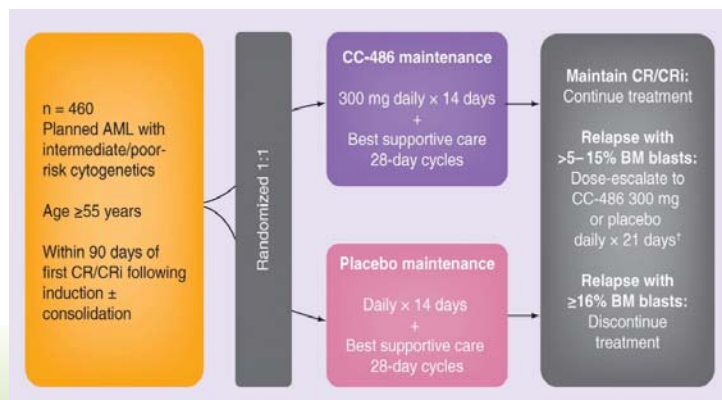 n = 460
Planned AML with
intermediate/poor-
risk cytogenetics
Age ≥55 years
Within 90 days of
first CR/CRi following
induction ±
consolidation
Randomized 1:1
CC-486 maintenance
300 mg daily × 14 days
+
Best supportive care
28-day cycles
Placebo maintenance
Daily × 14 days
+
Best supportive care
28-day cycles
Maintain CR/CRi:
Continue treatment
Relapse with
>5–15% BM blasts:
Dose-escalate to
CC-486 300 mg
or placebo
daily × 21 days†
Relapse with
≥16% BM blasts:
Discontinue
treatment